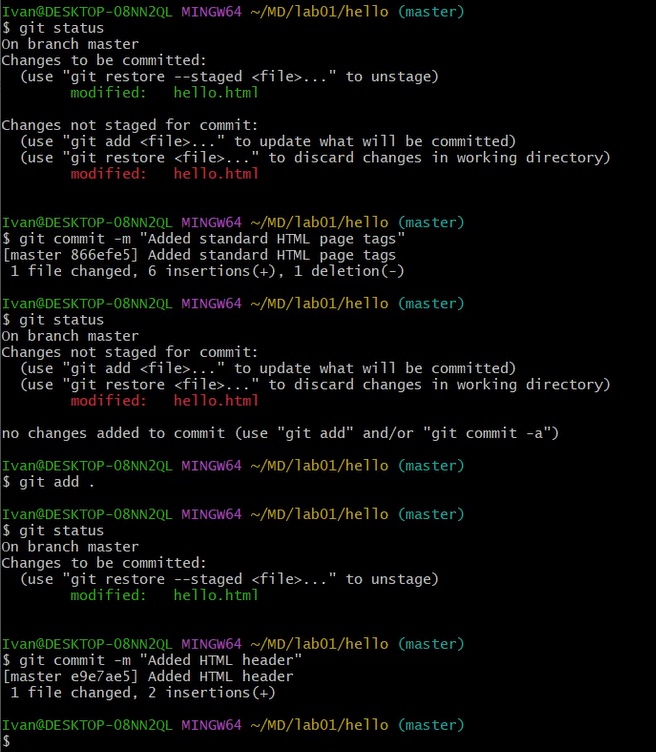 Ivan@DESKTOP-08NN2QL MINGW64 ~/MD/lab01/hello (master)
$ git status
On branch master
Changes to be committed:
  (use "git restore --staged <file>..." to unstage)
        modified:   hello.html

Changes not staged for commit:
  (use "git add <file>..." to update what will be committed)
  (use "git restore <file>..." to discard changes in working directory)
        modified:   hello.html

Ivan@DESKTOP-08NN2QL MINGW64 ~/MD/lab01/hello (master)
$ git commit -m "Added standard HTML page tags"
[master 866efe5] Added standard HTML page tags
 1 file changed, 6 insertions(+), 1 deletion(-)

Ivan@DESKTOP-08NN2QL MINGW64 ~/MD/lab01/hello (master)
$ git status
On branch master
Changes not staged for commit:
  (use "git add <file>..." to update what will be committed)
  (use "git restore <file>..." to discard changes in working directory)
        modified:   hello.html

no changes added to commit (use "git add" and/or "git commit -a")

Ivan@DESKTOP-08NN2QL MINGW64 ~/MD/lab01/hello (master)
$ git add .

Ivan@DESKTOP-08NN2QL MINGW64 ~/MD/lab01/hello (master)
$ git status
On branch master
Changes to be committed:
  (use "git restore --staged <file>..." to unstage)
        modified:   hello.html

Ivan@DESKTOP-08NN2QL MINGW64 ~/MD/lab01/hello (master)
$ git commit -m "Added HTML header"
[master e9e7ae5] Added HTML header
 1 file changed, 2 insertions(+)

Ivan@DESKTOP-08NN2QL MINGW64 ~/MD/lab01/hello (master)
$